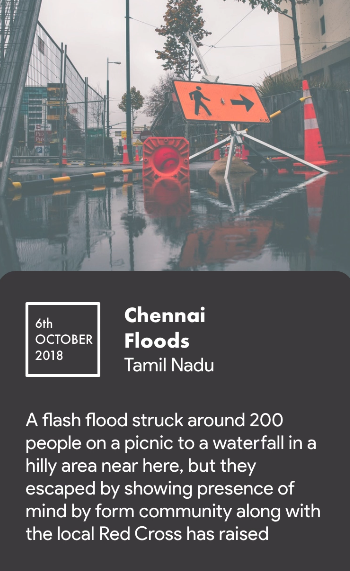 6th
OCTOBER
2018
Chennai
Floods
Tamil Nadu
A flash flood struck around 200
people on a picnic to a waterfall in a
hilly area near here, but they
escaped by showing presence of
mind by form community along with
the local Red Cross has raised